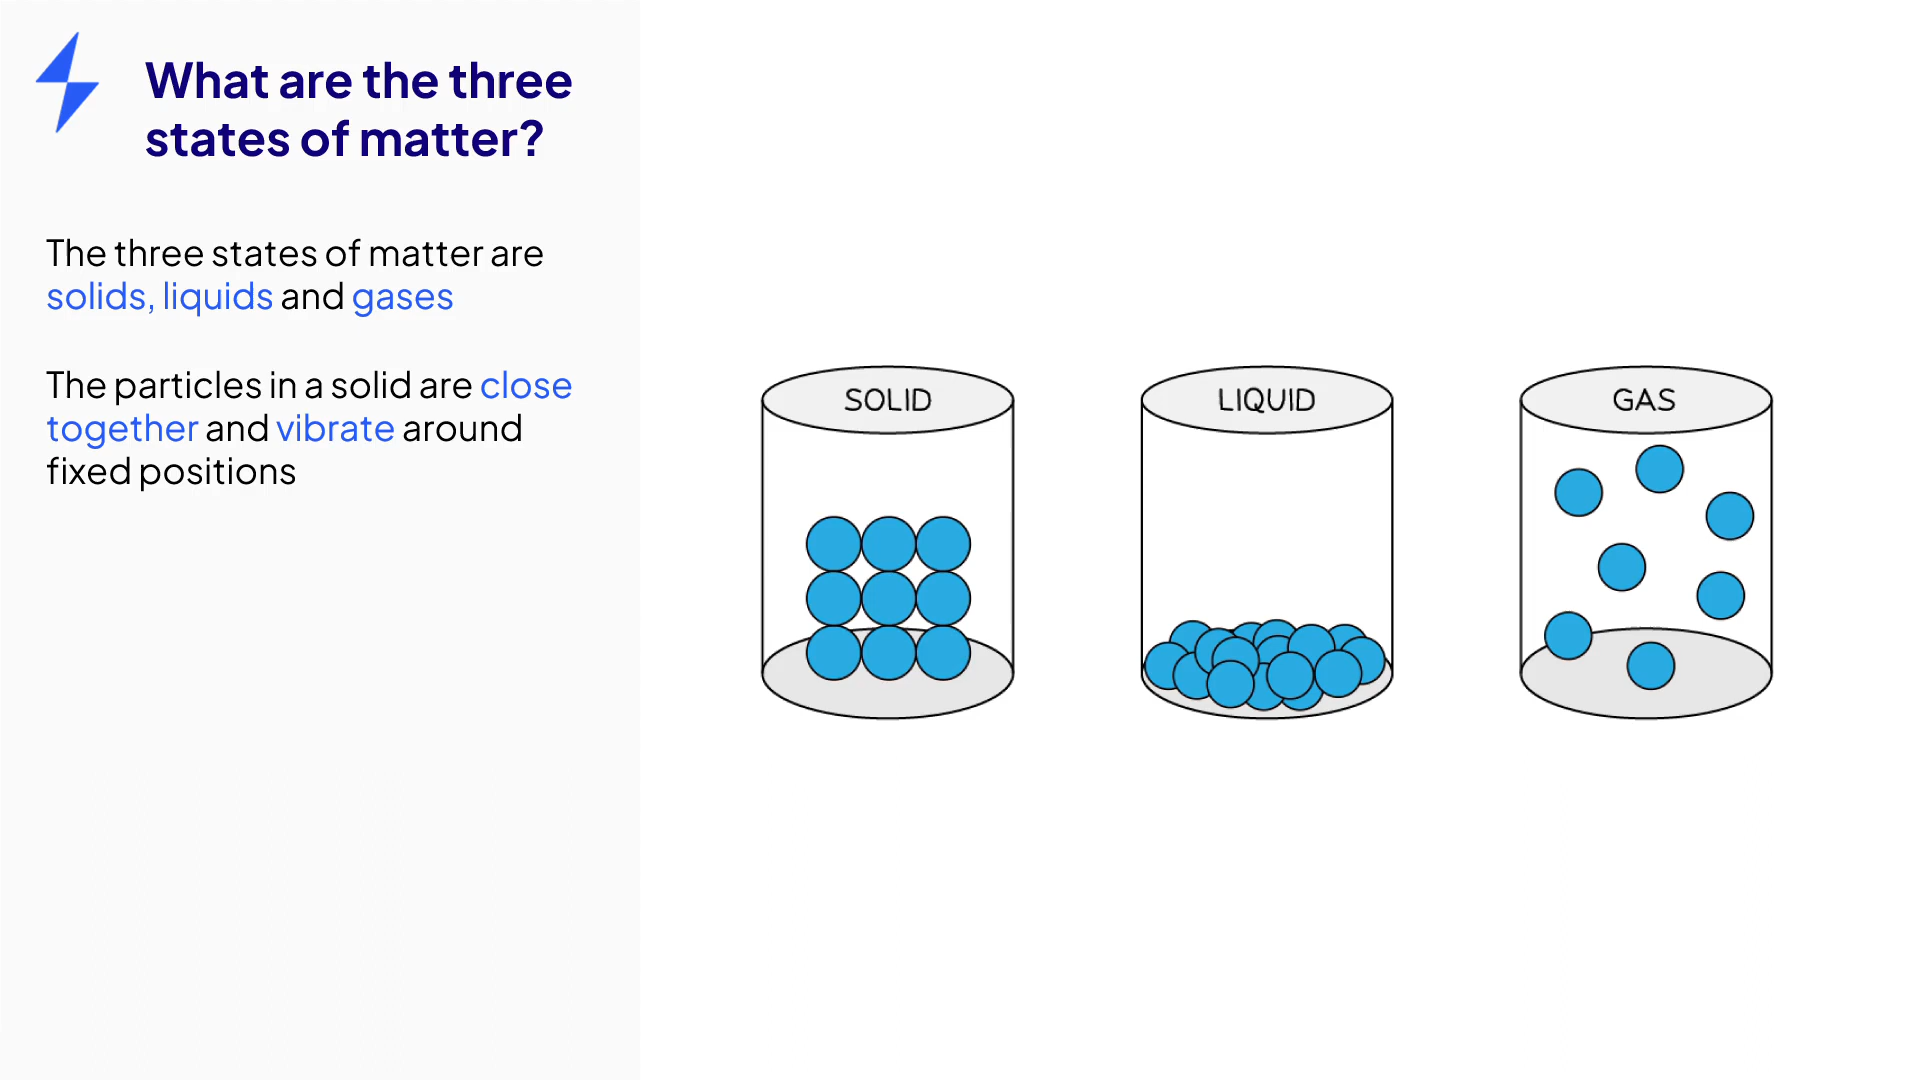 What are the three
states of matter?
The three states of matter are
solids, liquids and gases
The particles in a solid are close
together and vibrate around
fixed positions
SOLID
LIQUID
GAS